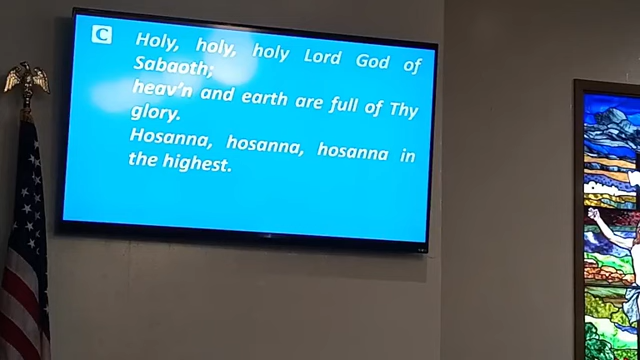 C Holy, holy, holy Lord God of
Sabaoth;
heav'n and earth are full of Thy
glory.
Hosanna, hosanna, hosanna in
the highest.